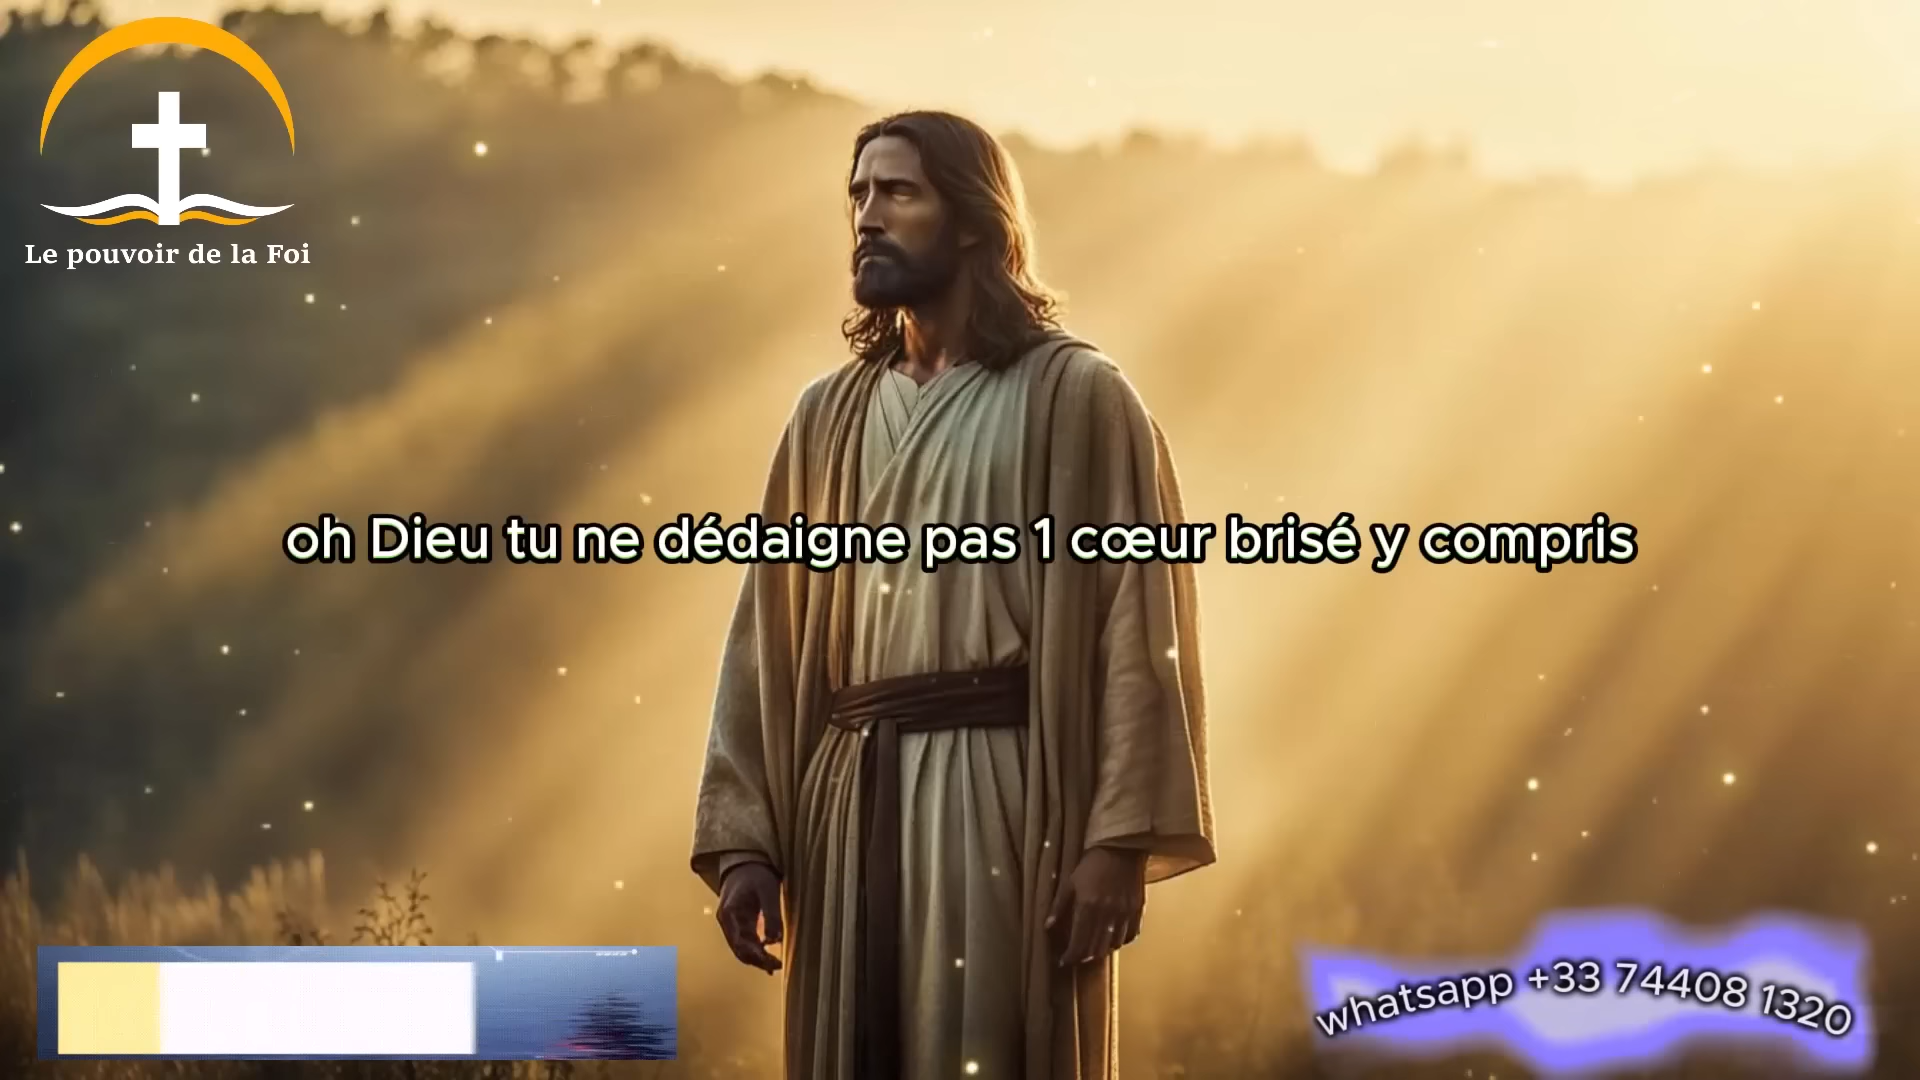 Le pouvoir de la Foi
oh Dieu tu ne dédaigne pas 1 cœur brisé y compris
whatsapp +33 74408 1320